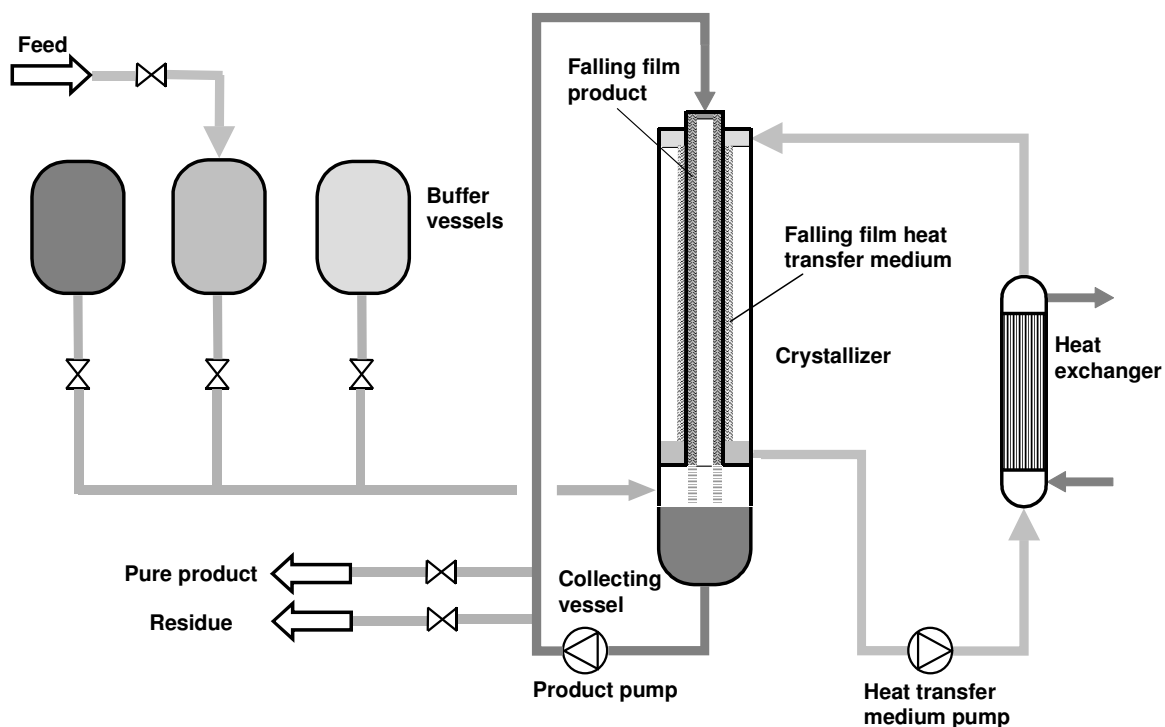 Feed
Falling film
product
Buffer
vessels
Falling film heat
transfer medium
Crystallizer
Heat
exchanger
Pure product
Residue
Collecting
vessel
Product pump
Heat transfer
medium pump